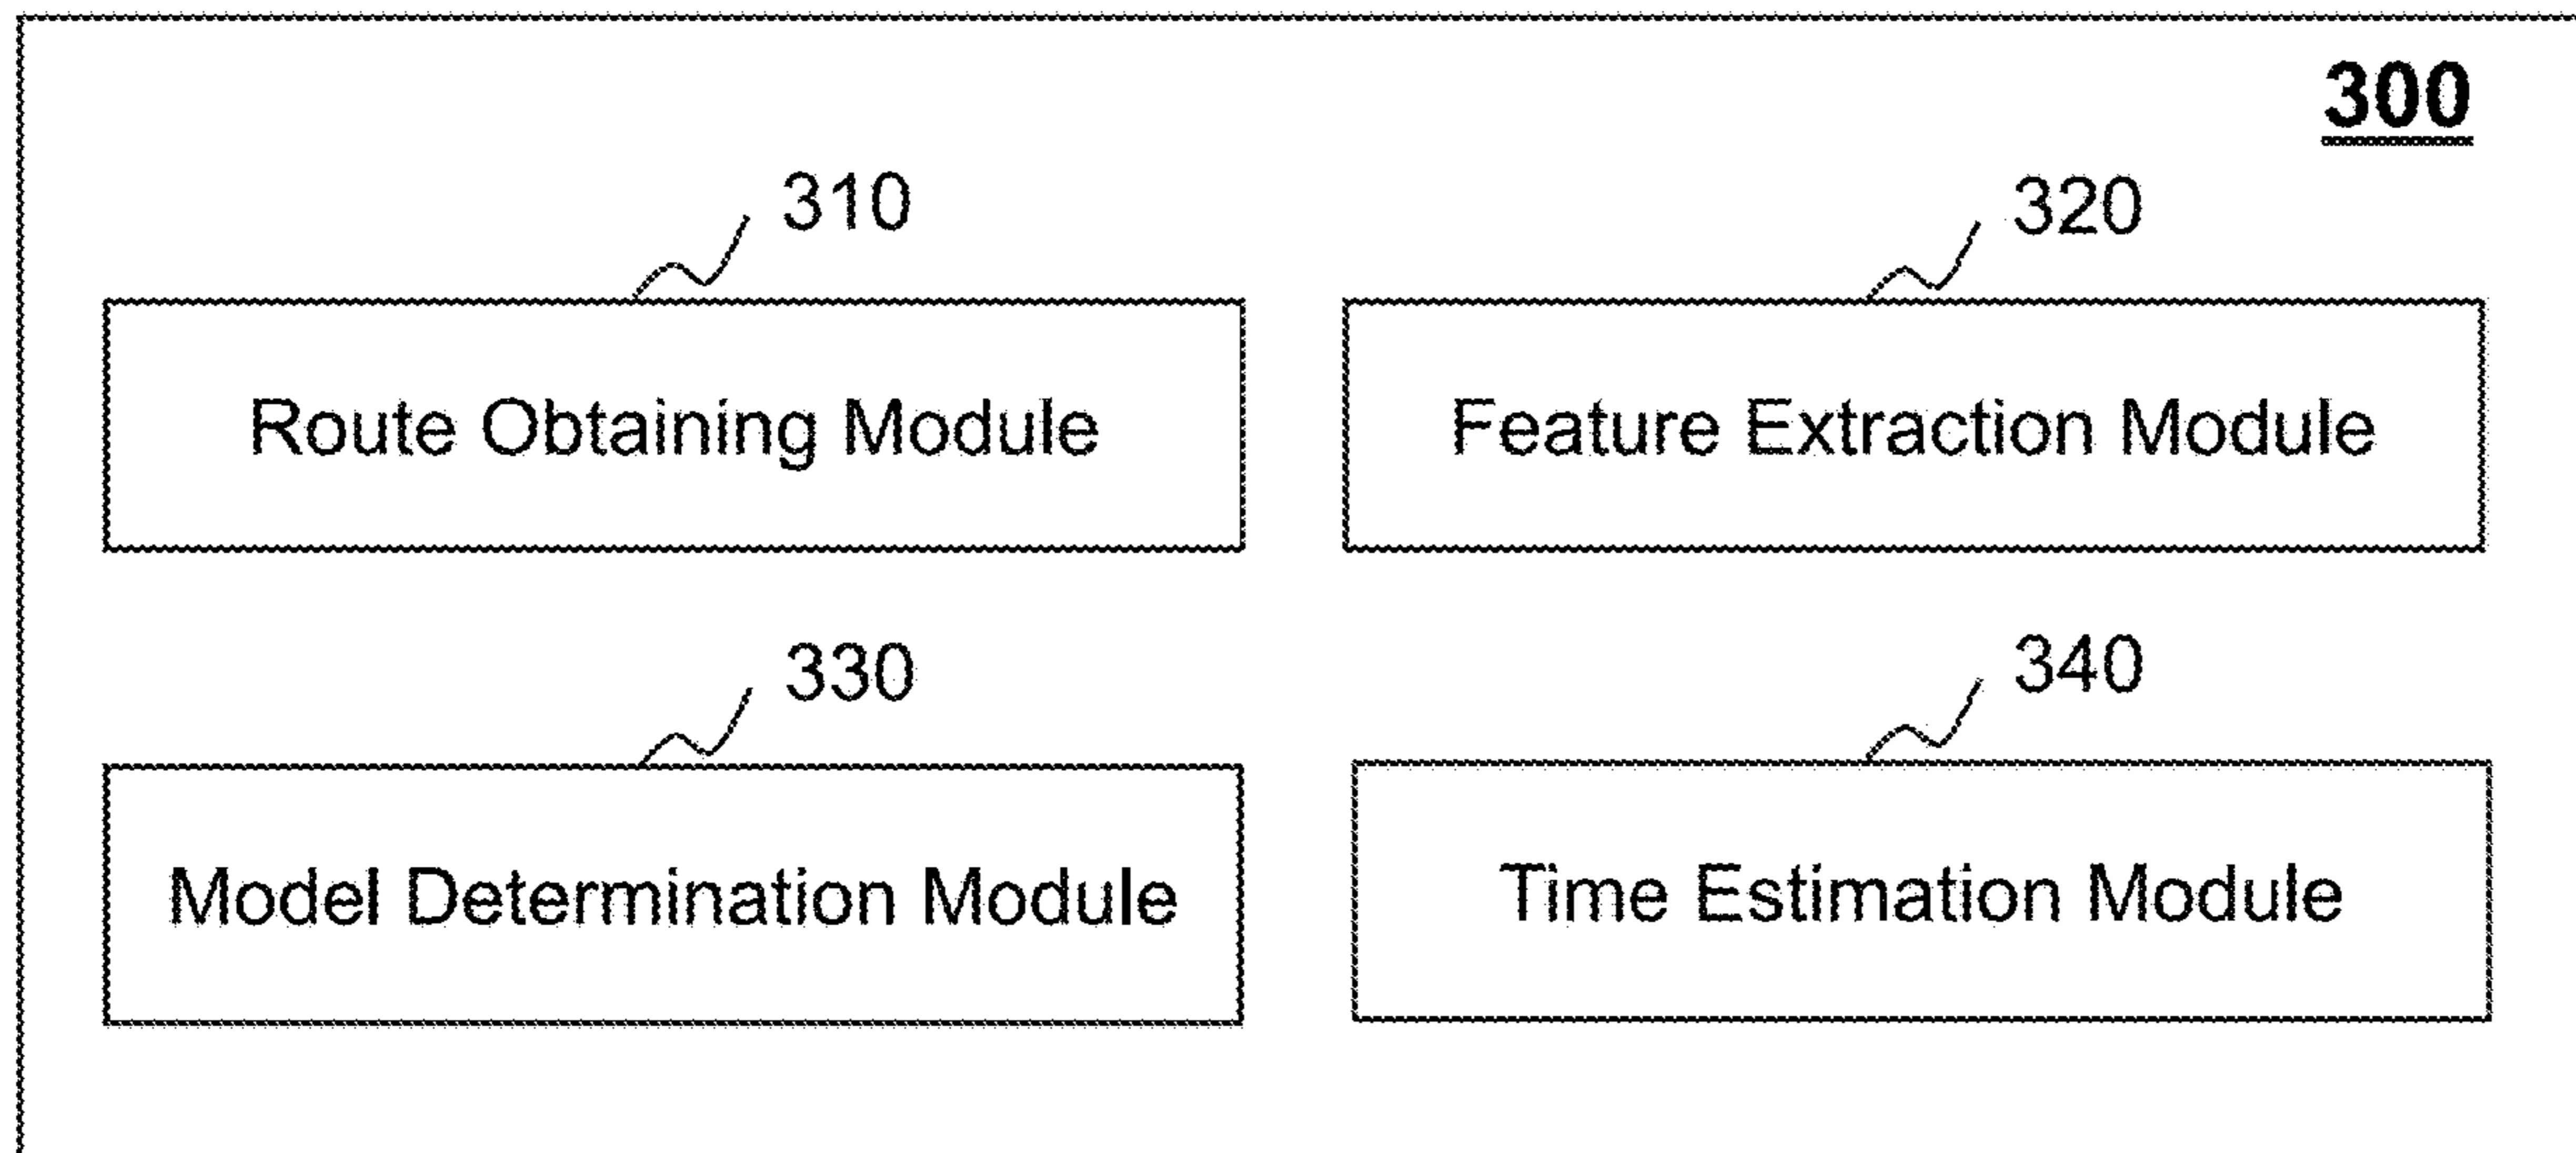 300
310
320
Route Obtaining Module
Feature Extraction Module
330
340
Model Determination Module
Time Estimation Module